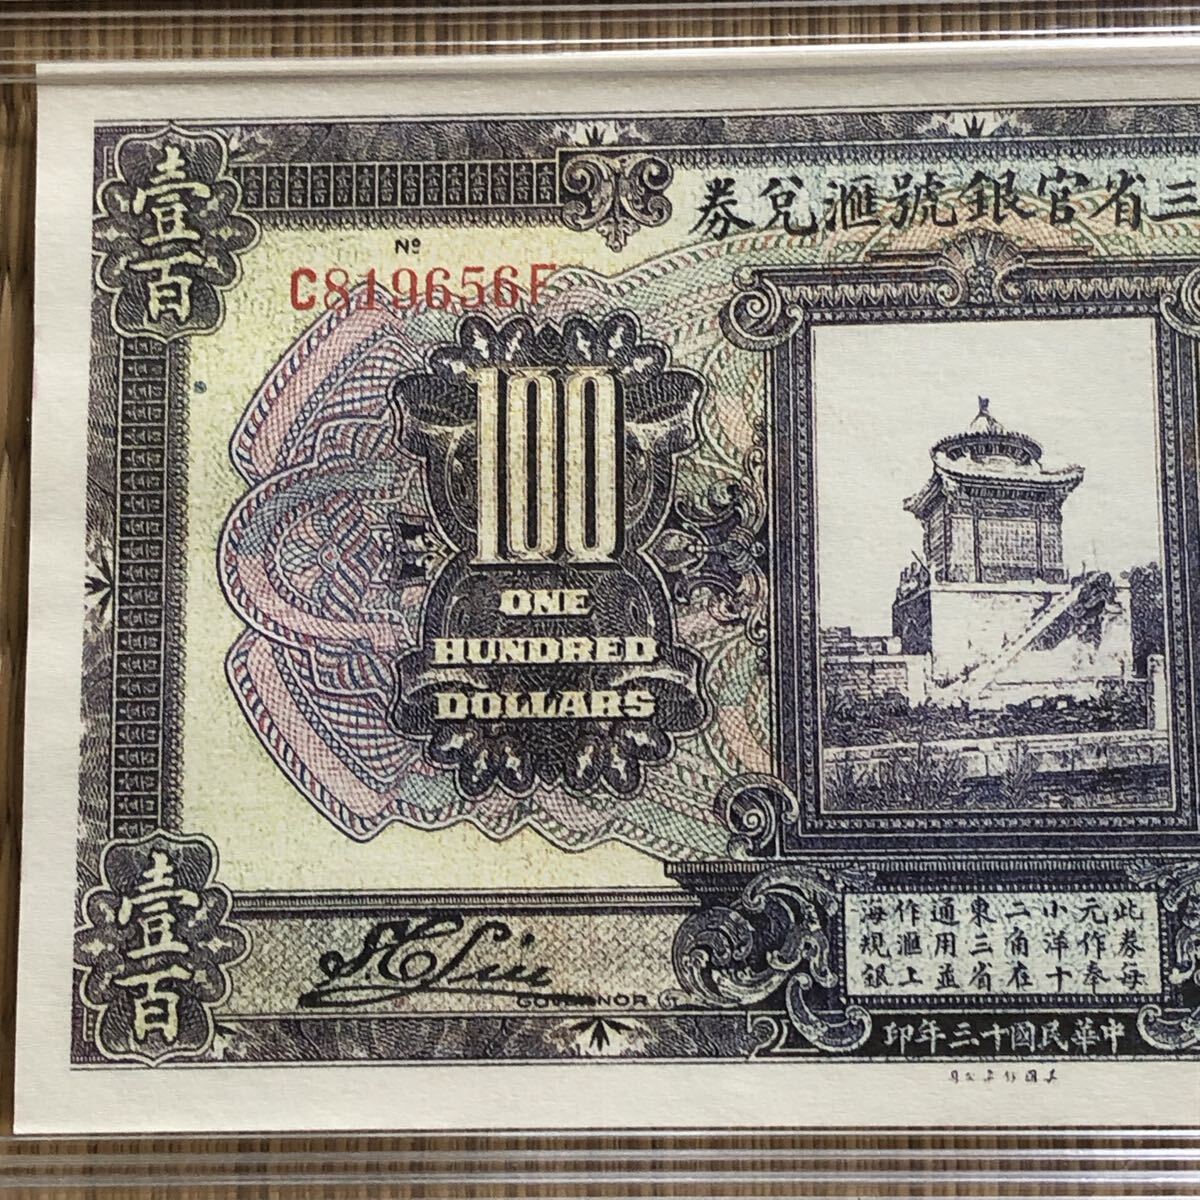 三省官銀號滙兌券
壹百
№
C819656F
100
ONE
HUNDRED
DOLLARS
此券每
元作奉
小洋十
二角在
東三省
通用並
作滙上
海規銀
壹百
GOVERNOR
中華民國十三年印